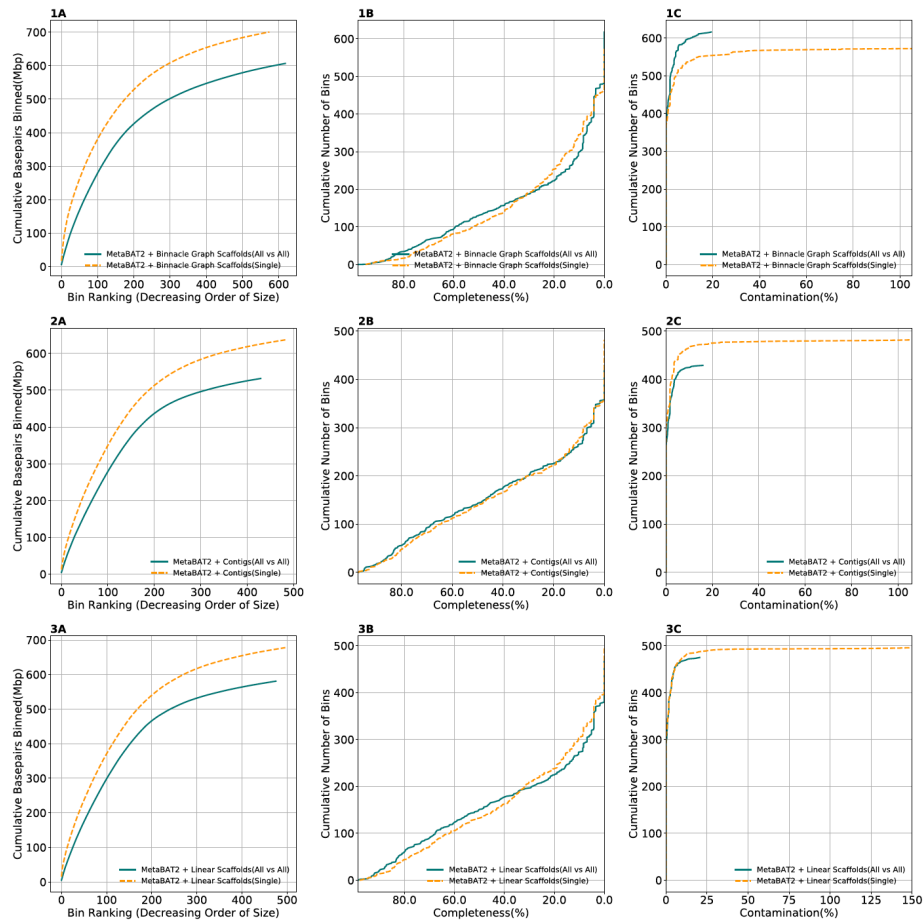 1A
Cumulative Basepairs Binned(Mbp)
700
600
500
400
300
200
100
0
MetaBAT2 + Binnacle Graph Scaffolds(All vs All)
MetaBAT2 + Binnacle Graph Scaffolds(Single)
0 100 200 300 400 500 600
Bin Ranking (Decreasing Order of Size)
1B
Cumulative Number of Bins
600
500
400
300
200
100
0
MetaBAT2 + Binnacle Graph Scaffolds(All vs All)
MetaBAT2 + Binnacle Graph Scaffolds(Single)
80.0 60.0 40.0 20.0 0.0
Completeness(%)
1C
Cumulative Number of Bins
600
500
400
300
200
100
0
MetaBAT2 + Binnacle Graph Scaffolds(All vs All)
MetaBAT2 + Binnacle Graph Scaffolds(Single)
0 20 40 60 80 100
Contamination(%)
2A
Cumulative Basepairs Binned(Mbp)
600
500
400
300
200
100
0
MetaBAT2 + Contigs(All vs All)
MetaBAT2 + Contigs(Single)
0 100 200 300 400 500
Bin Ranking (Decreasing Order of Size)
2B
Cumulative Number of Bins
500
400
300
200
100
0
MetaBAT2 + Contigs(All vs All)
MetaBAT2 + Contigs(Single)
80.0 60.0 40.0 20.0 0.0
Completeness(%)
2C
Cumulative Number of Bins
500
400
300
200
100
0
MetaBAT2 + Contigs(All vs All)
MetaBAT2 + Contigs(Single)
0 20 40 60 80 100
Contamination(%)
3A
Cumulative Basepairs Binned(Mbp)
700
600
500
400
300
200
100
0
MetaBAT2 + Linear Scaffolds(All vs All)
MetaBAT2 + Linear Scaffolds(Single)
0 100 200 300 400 500
Bin Ranking (Decreasing Order of Size)
3B
Cumulative Number of Bins
500
400
300
200
100
0
MetaBAT2 + Linear Scaffolds(All vs All)
MetaBAT2 + Linear Scaffolds(Single)
80.0 60.0 40.0 20.0 0.0
Completeness(%)
3C
Cumulative Number of Bins
500
400
300
200
100
0
MetaBAT2 + Linear Scaffolds(All vs All)
MetaBAT2 + Linear Scaffolds(Single)
0 25 50 75 100 125 150
Contamination(%)